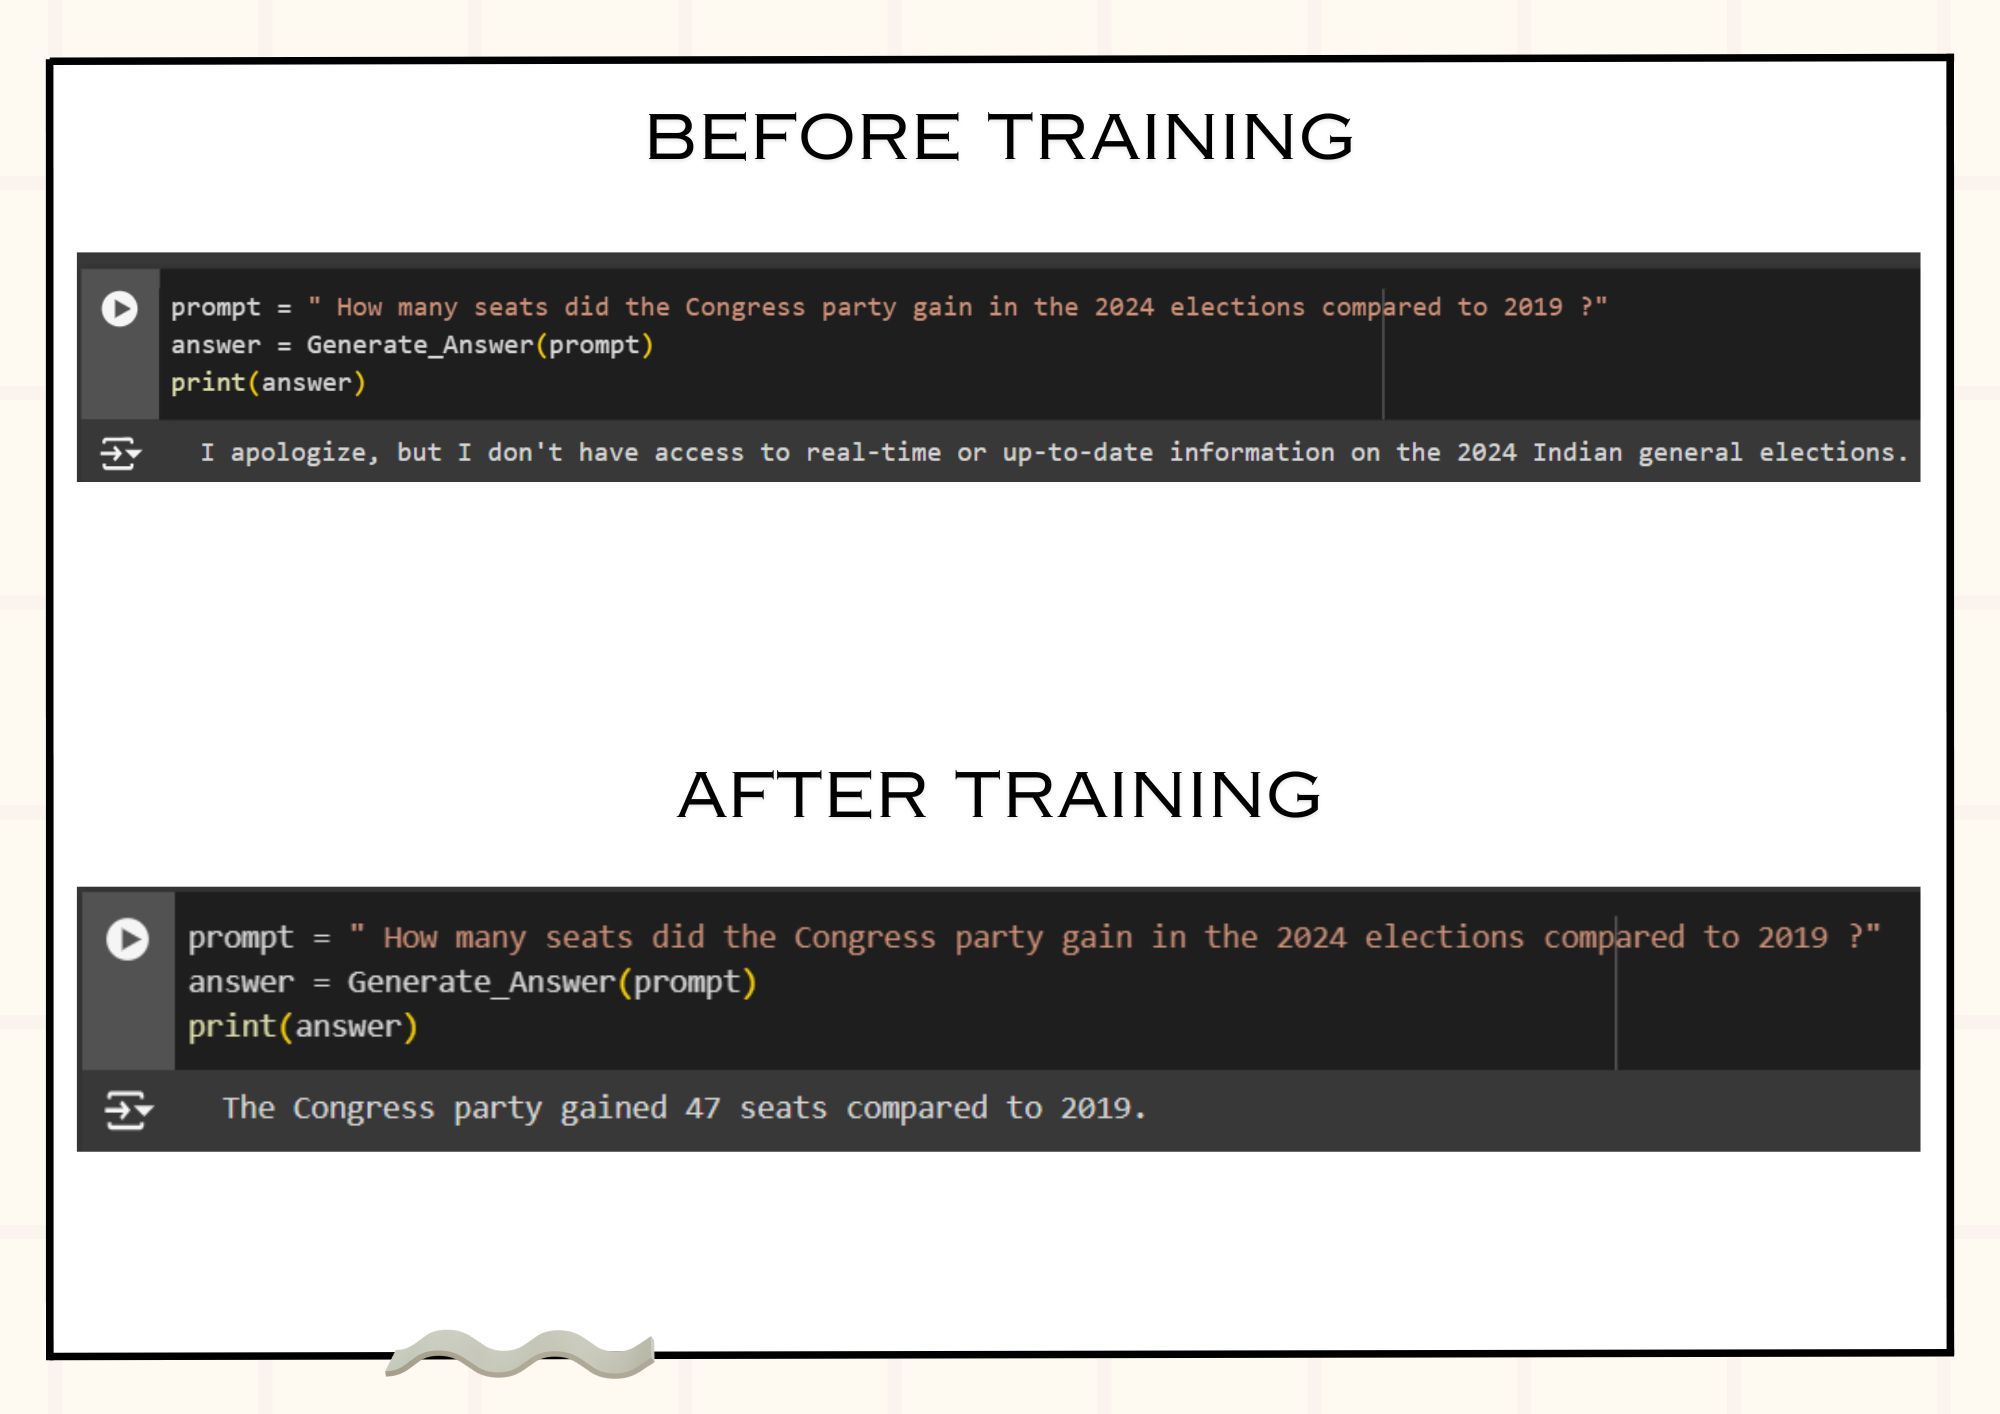 BEFORE TRAINING
prompt = " How many seats did the Congress party gain in the 2024 elections compared to 2019 ?"
answer = Generate_Answer(prompt)
print(answer)
I apologize, but I don't have access to real-time or up-to-date information on the 2024 Indian general elections.
AFTER TRAINING
prompt = " How many seats did the Congress party gain in the 2024 elections compared to 2019 ?"
answer = Generate_Answer(prompt)
print(answer)
The Congress party gained 47 seats compared to 2019.